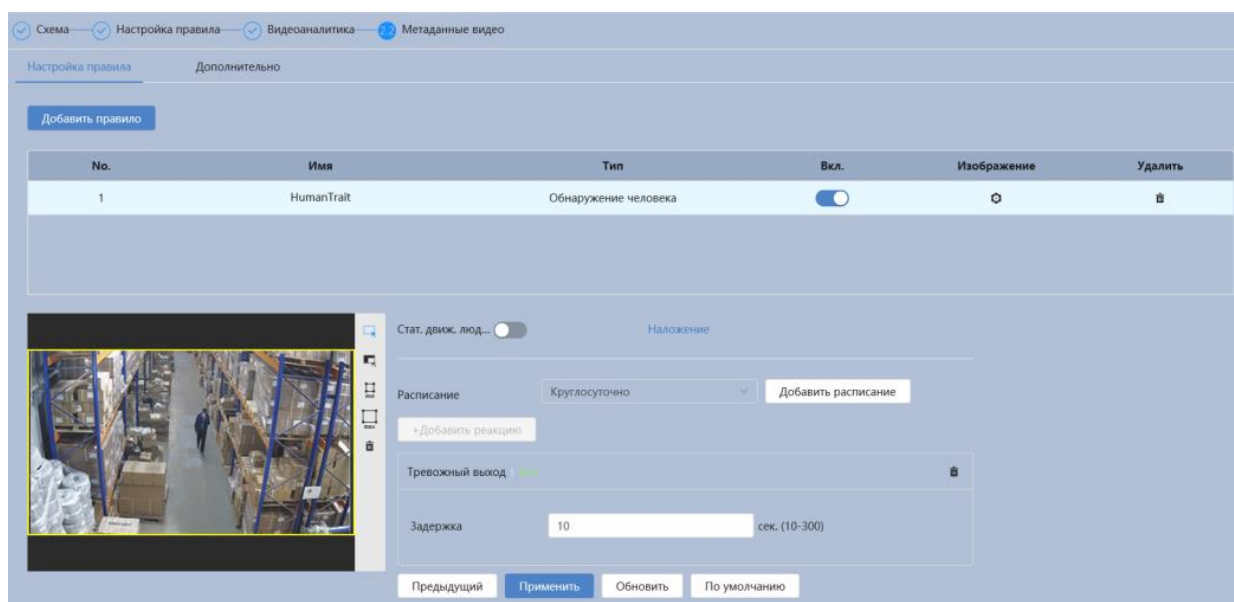 Схема Настройка правила Видеоаналитика 2.2 Метаданные видео
Настройка правила Дополнительно
Добавить правило
No. Имя Тип Вкл. Изображение Удалить
1 HumanTrait Обнаружение человека
Стат. движ. люд... Наложение
Расписание Круглосуточно Добавить расписание
+Добавить реакцию
Тревожный выход
Задержка 10 сек. (10-300)
Предыдущий Применить Обновить По умолчанию